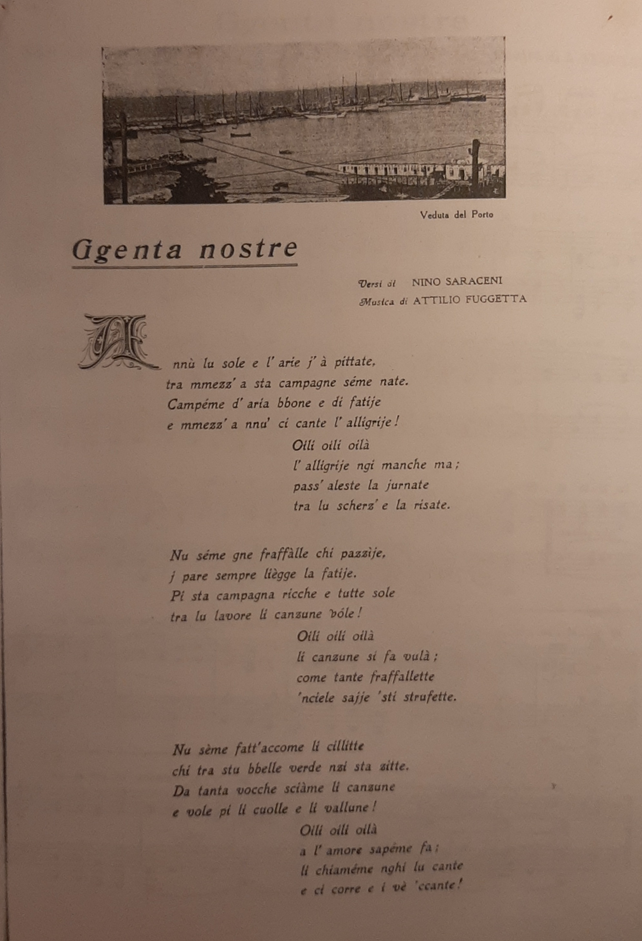 Veduta del Porto
Ggenta nostre
Versi di NINO SARACENI
Musica di ATTILIO FUGGETTA
A nnù lu sole e l' arie j' à pittate,
tra mmezz' a sta campagne séme nate.
Campéme d' aria bbone e di fatije
e mmezz' a nnu' ci cante l' alligrije!
Oilì oilì oilà
l' alligrije ngi manche ma;
pass' aleste la jurnate
tra lu scherz' e la risate.
Nu séme gne fraffàlle chi pazzije,
j pare sempre liègge la fatije.
Pi sta campagna ricche e tutte sole
tra lu lavore li canzune vóle!
Oilì oilì oilà
li canzune si fa vulà;
come tante fraffallette
'nciele sajje 'sti strufette.
Nu sème fatt'accome li cillitte
chi tra stu bbelle verde nzi sta zitte.
Da tanta vocche sciàme li canzune
e vole pi li cuolle e li vallune!
Oilì oilì oilà
a l' amore sapéme fa;
li chiaméme nghi lu cante
e ci corre e i vè 'ccante!